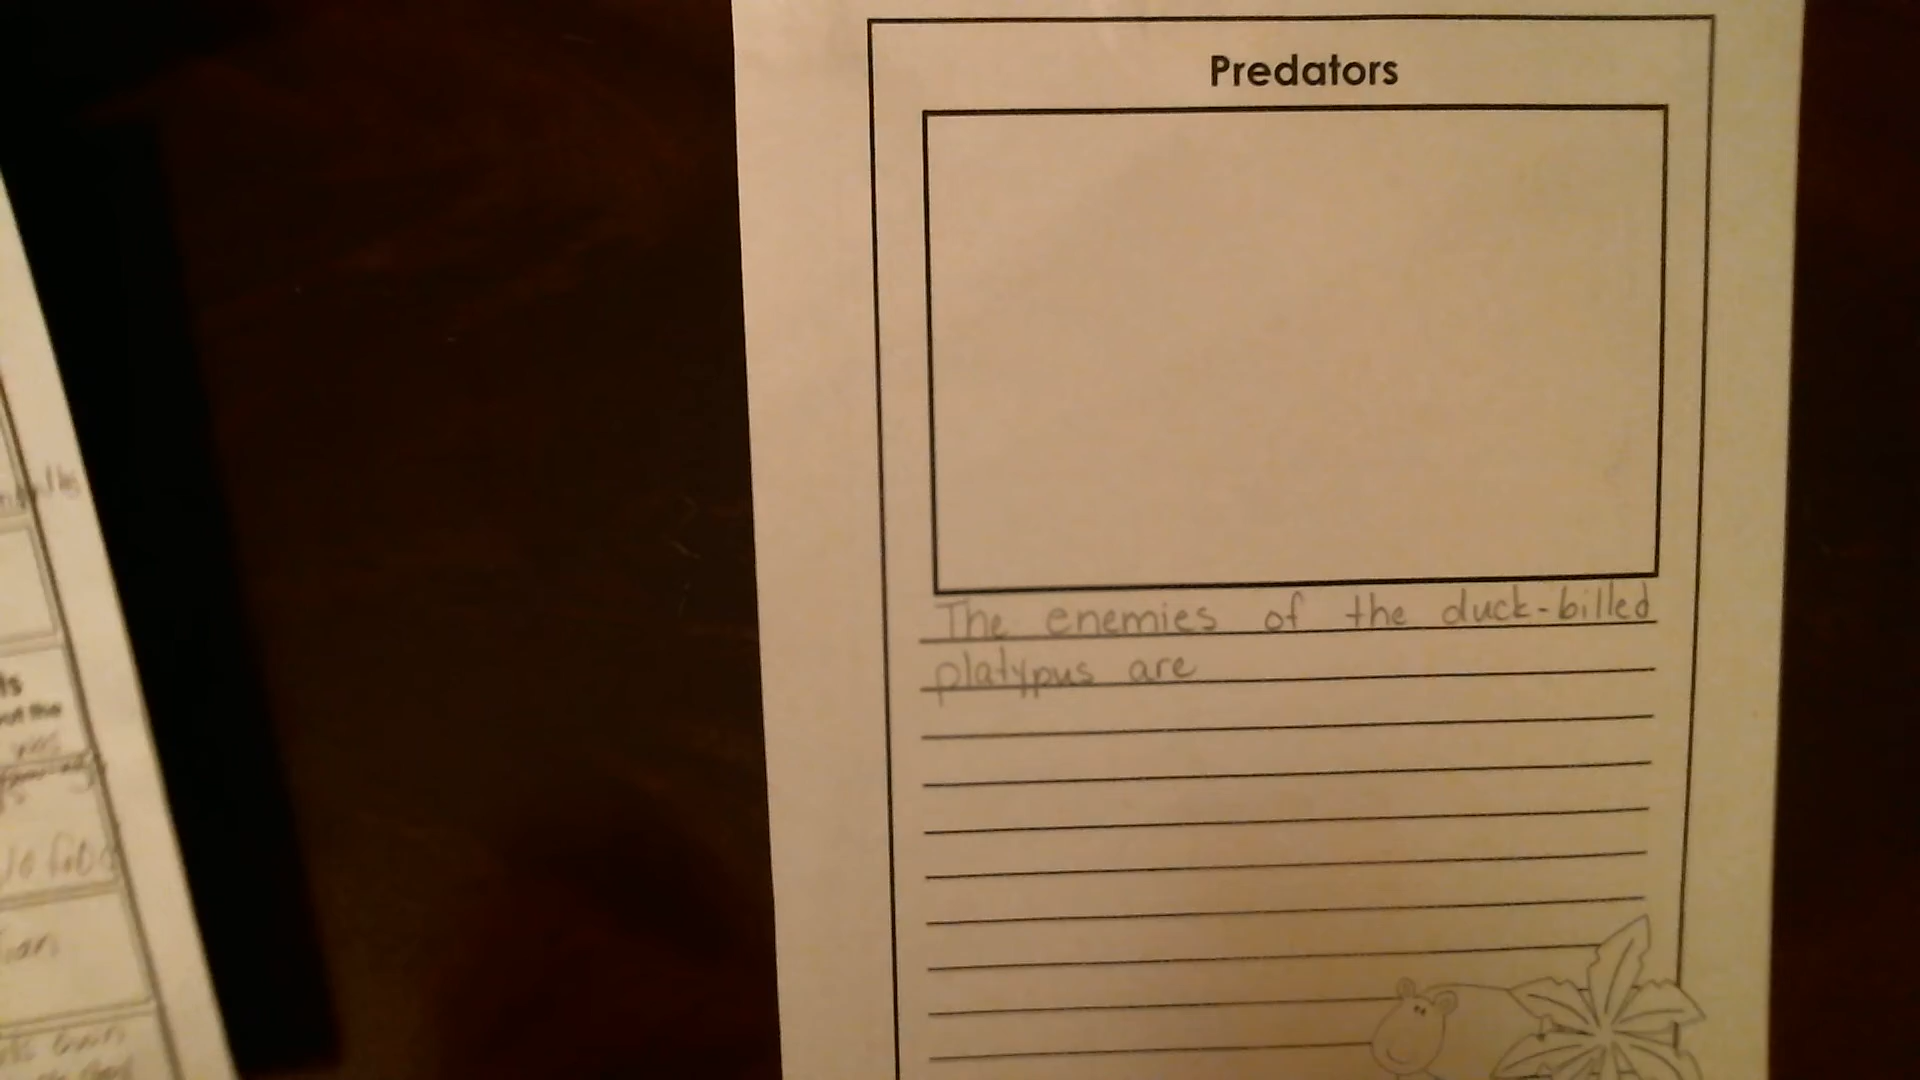 Predators
The enemies of the duck-billed
platypus are